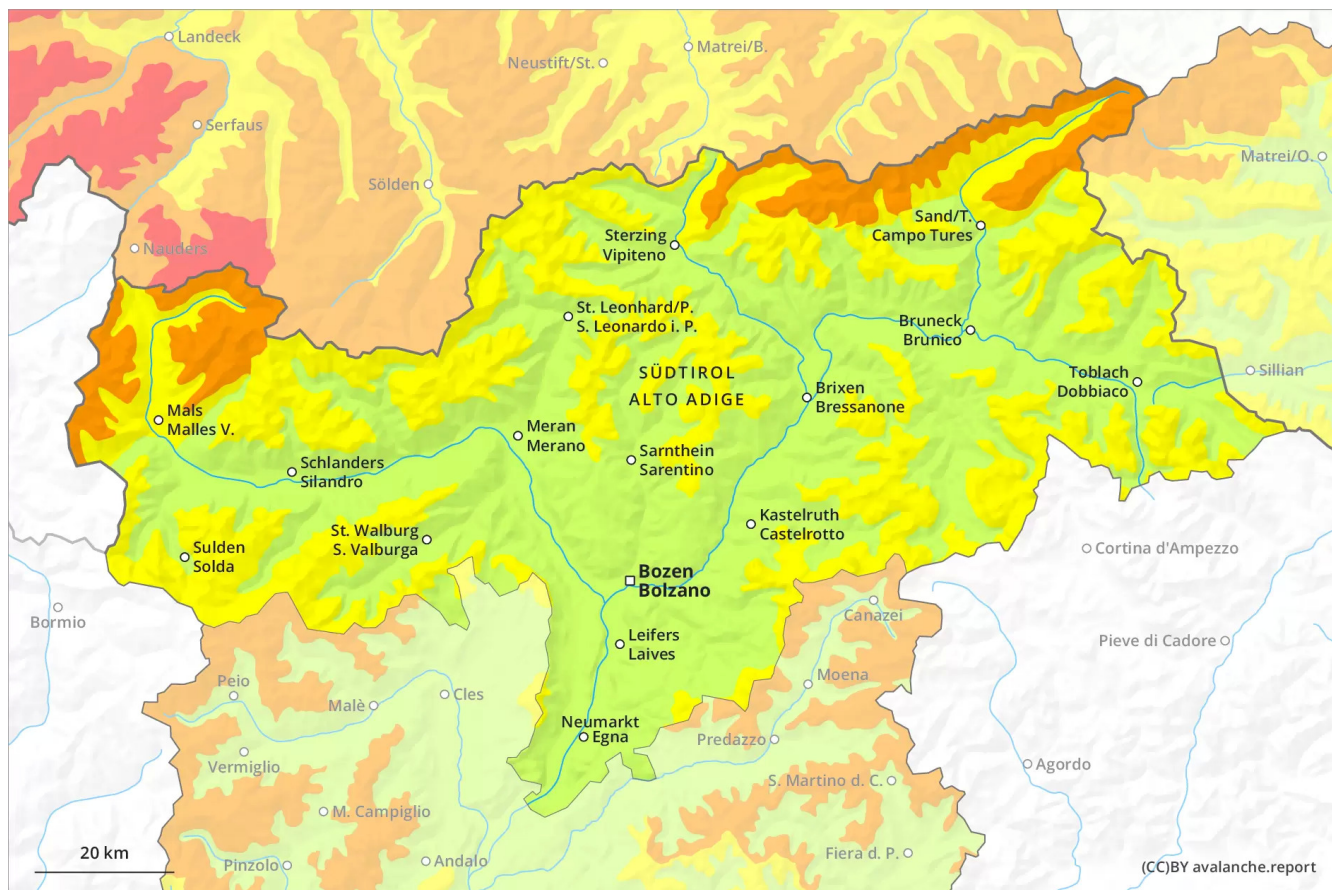 Landeck
Matrei/B.
Neustift/St.
Serfaus
Matrei/O.
Sölden
Sand/T.
Campo Tures
Nauders
Sterzing
Vipiteno
St. Leonhard/P.
S. Leonardo i. P.
Bruneck
Brunico
SÜDTIROL
ALTO ADIGE
Toblach
Dobbiaco
Sillian
Brixen
Bressanone
Mals
Malles V.
Meran
Merano
Sarnthein
Sarentino
Schlanders
Silandro
Kastelruth
Castelrotto
St. Walburg
S. Valburga
Sulden
Solda
Cortina d'Ampezzo
Bozen
Bolzano
Bormio
Canazei
Leifers
Laives
Pieve di Cadore
Peio
Moena
Cles
Malè
Neumarkt
Egna
Predazzo
Vermiglio
Agordo
S. Martino d. C.
M. Campiglio
20 km
Pinzolo
Andalo
Fiera d. P.
(CC)BY avalanche.report